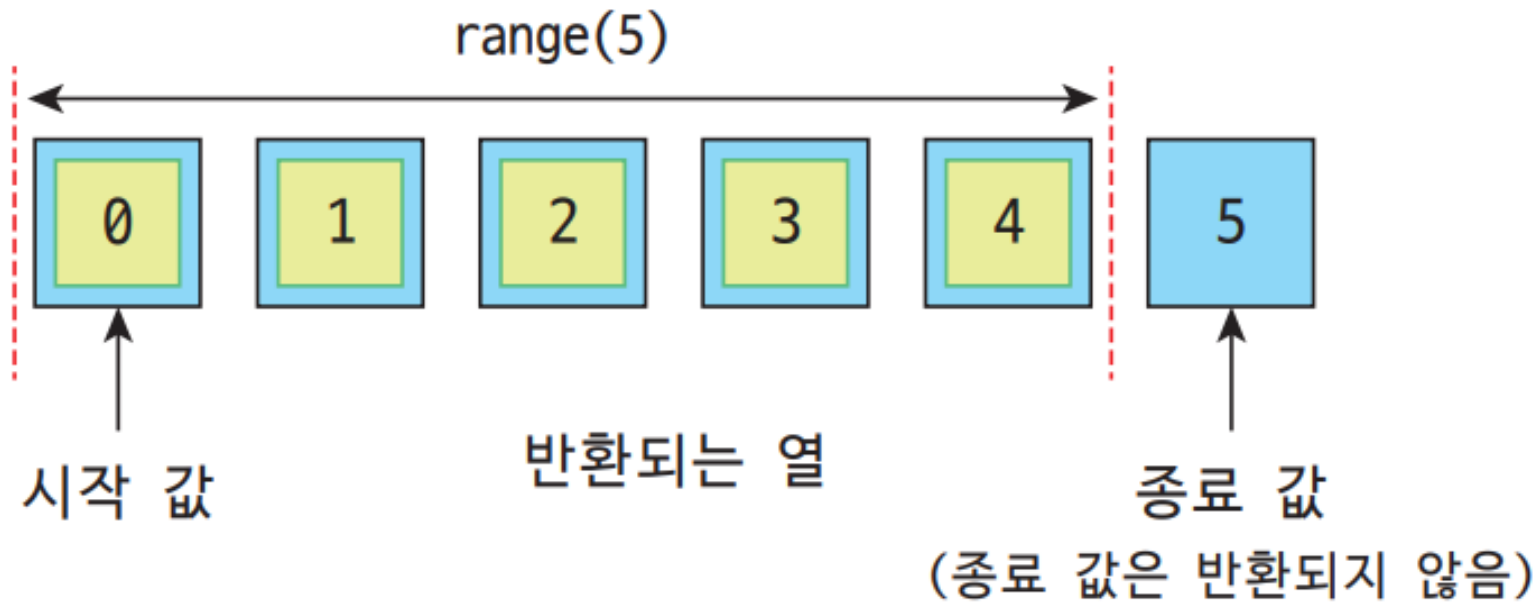 range(5)
0 1 2 3 4 5
시작 값
반환되는 열
종료 값
(종료 값은 반환되지 않음)